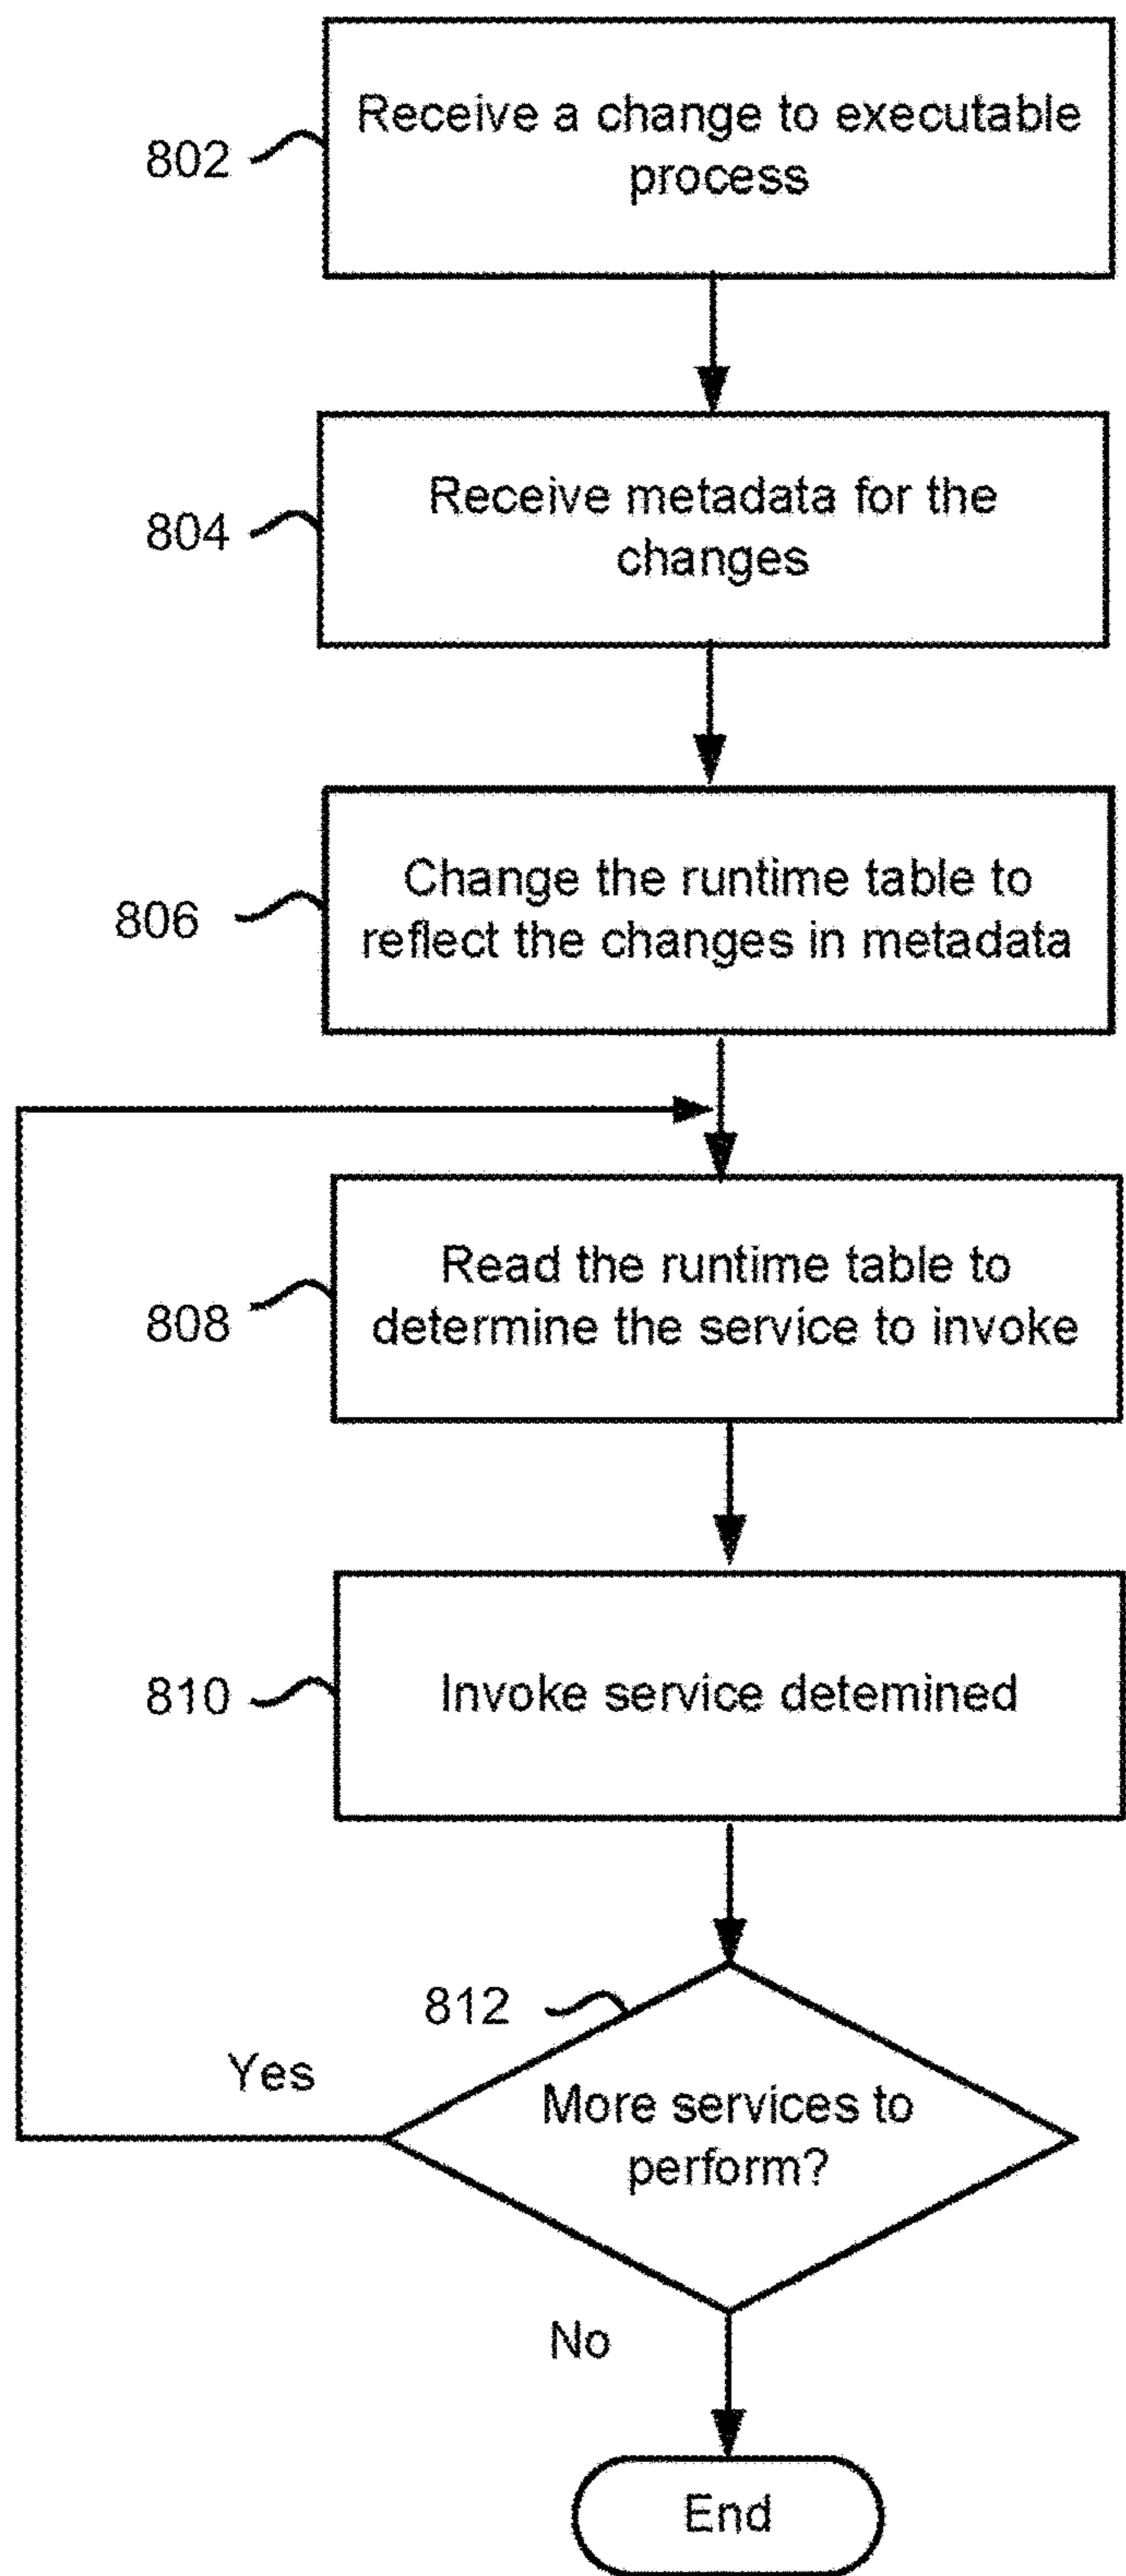 Receive a change to executable
process
802
Receive metadata for the
changes
804
Change the runtime table to
reflect the changes in metadata
806
Read the runtime table to
determine the service to invoke
808
Invoke service detemined
810
812
Yes
More services to
perform?
No
End